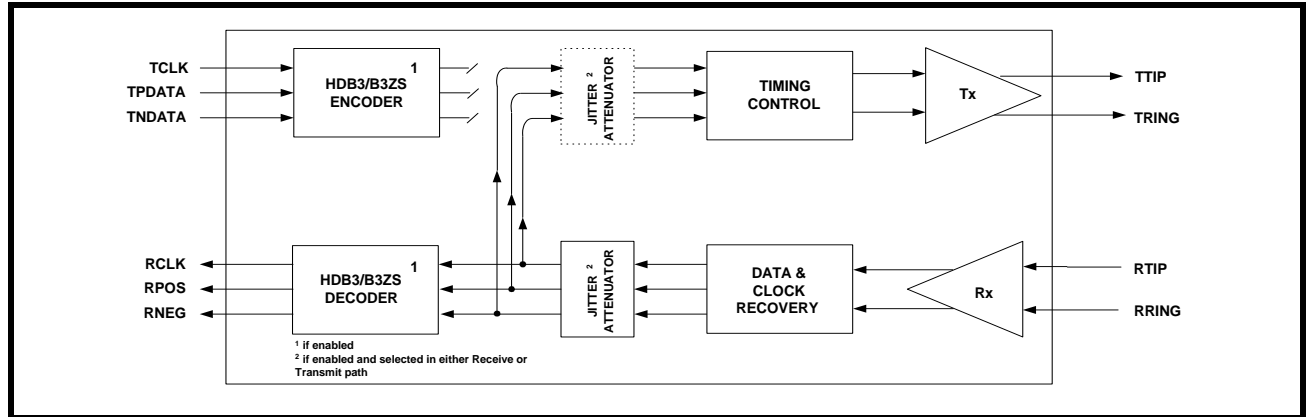 TCLK
TPDATA
TNDATA
HDB3/B3ZS 1
ENCODER
JITTER 2
ATTENUATOR
TIMING
CONTROL
Tx
TTIP
TRING
RCLK
RPOS
RNEG
HDB3/B3ZS 1
DECODER
JITTER 2
ATTENUATOR
DATA &
CLOCK
RECOVERY
Rx
RTIP
RRING
1 if enabled
2 if enabled and selected in either Receive or
Transmit path